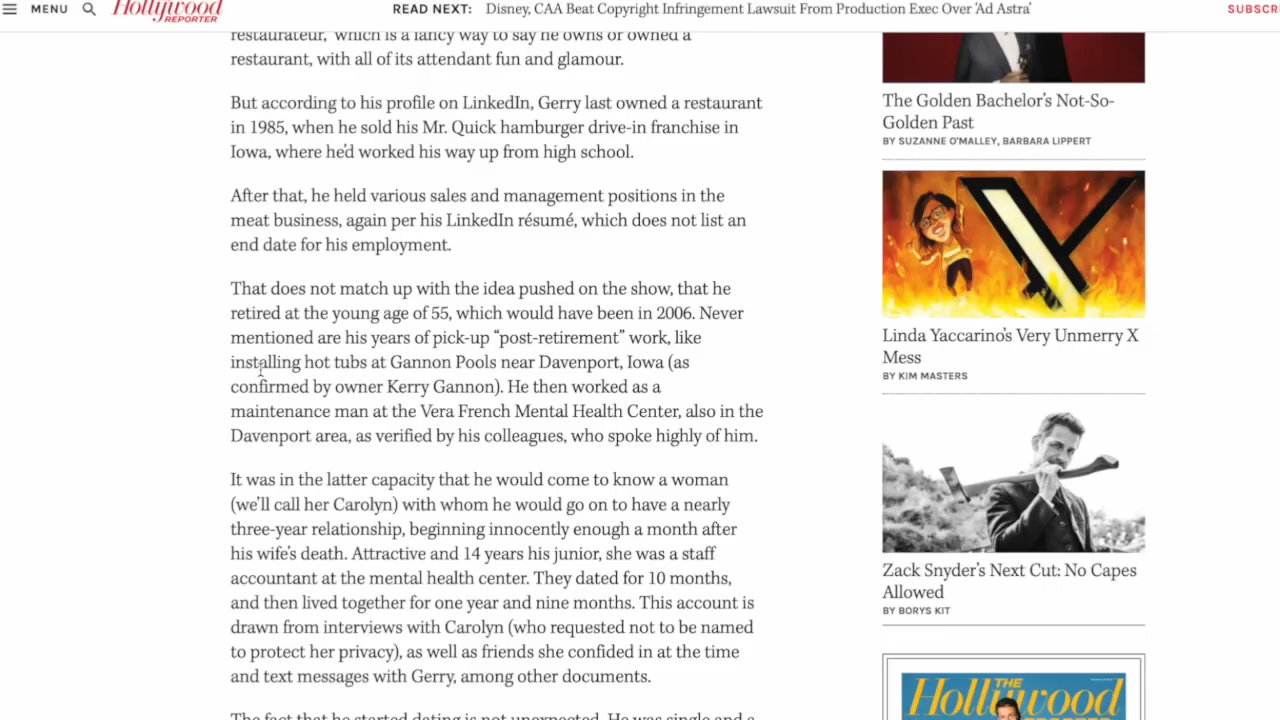 MENU
Hollywood
REPORTER
READ NEXT: Disney, CAA Beat Copyright Infringement Lawsuit From Production Exec Over 'Ad Astra'
SUBSCR
restaurateur," which is a fancy way to say he owns or owned a
restaurant, with all of its attendant fun and glamour.
But according to his profile on LinkedIn, Gerry last owned a restaurant
in 1985, when he sold his Mr. Quick hamburger drive-in franchise in
Iowa, where he'd worked his way up from high school.
After that, he held various sales and management positions in the
meat business, again per his LinkedIn résumé, which does not list an
end date for his employment.
That does not match up with the idea pushed on the show, that he
retired at the young age of 55, which would have been in 2006. Never
mentioned are his years of pick-up “post-retirement” work, like
installing hot tubs at Gannon Pools near Davenport, Iowa (as
confirmed by owner Kerry Gannon). He then worked as a
maintenance man at the Vera French Mental Health Center, also in the
Davenport area, as verified by his colleagues, who spoke highly of him.
It was in the latter capacity that he would come to know a woman
(we'll call her Carolyn) with whom he would go on to have a nearly
three-year relationship, beginning innocently enough a month after
his wife's death. Attractive and 14 years his junior, she was a staff
accountant at the mental health center. They dated for 10 months,
and then lived together for one year and nine months. This account is
drawn from interviews with Carolyn (who requested not to be named
to protect her privacy), as well as friends she confided in at the time
and text messages with Gerry, among other documents.
The fact that he started dating is not unexpected. He was single and a
The Golden Bachelor's Not-So-
Golden Past
BY SUZANNE O'MALLEY, BARBARA LIPPERT
Linda Yaccarino's Very Unmerry X
Mess
BY KIM MASTERS
Zack Snyder's Next Cut: No Capes
Allowed
BY BORYS KIT
THE
Hollywood
REPORTER